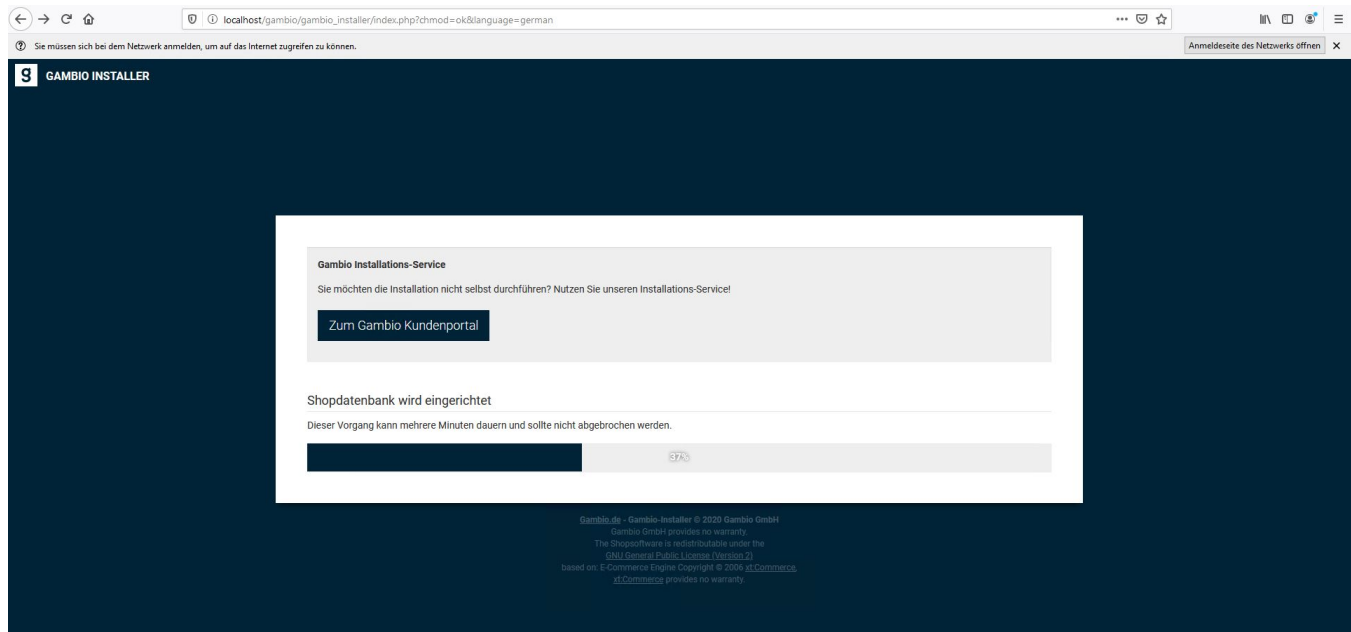 localhost/gambio/gambio_installer/index.php?chmod=ok&language=german
Sie müssen sich bei dem Netzwerk anmelden, um auf das Internet zugreifen zu können.
Anmeldeseite des Netzwerks öffnen
g GAMBIO INSTALLER
Gambio Installations-Service
Sie möchten die Installation nicht selbst durchführen? Nutzen Sie unseren Installations-Service!
Zum Gambio Kundenportal
Shopdatenbank wird eingerichtet
Dieser Vorgang kann mehrere Minuten dauern und sollte nicht abgebrochen werden.
37%
Gambio.de - Gambio-Installer © 2020 Gambio GmbH
Gambio GmbH provides no warranty.
The Shopsoftware is redistributable under the
GNU General Public License (Version 2)
based on: E-Commerce Engine Copyright © 2006 xt:Commerce,
xt:Commerce provides no warranty.